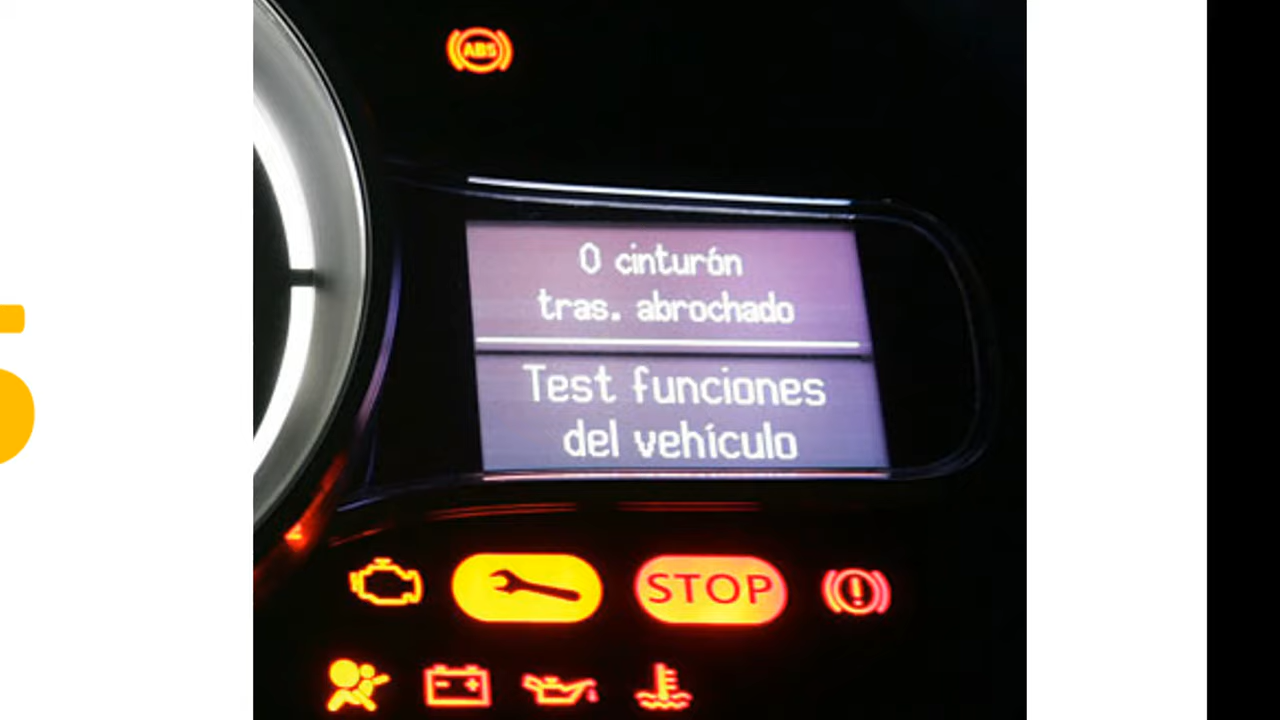 ABS
0 cinturón
tras. abrochado
Test funciones
del vehículo
STOP